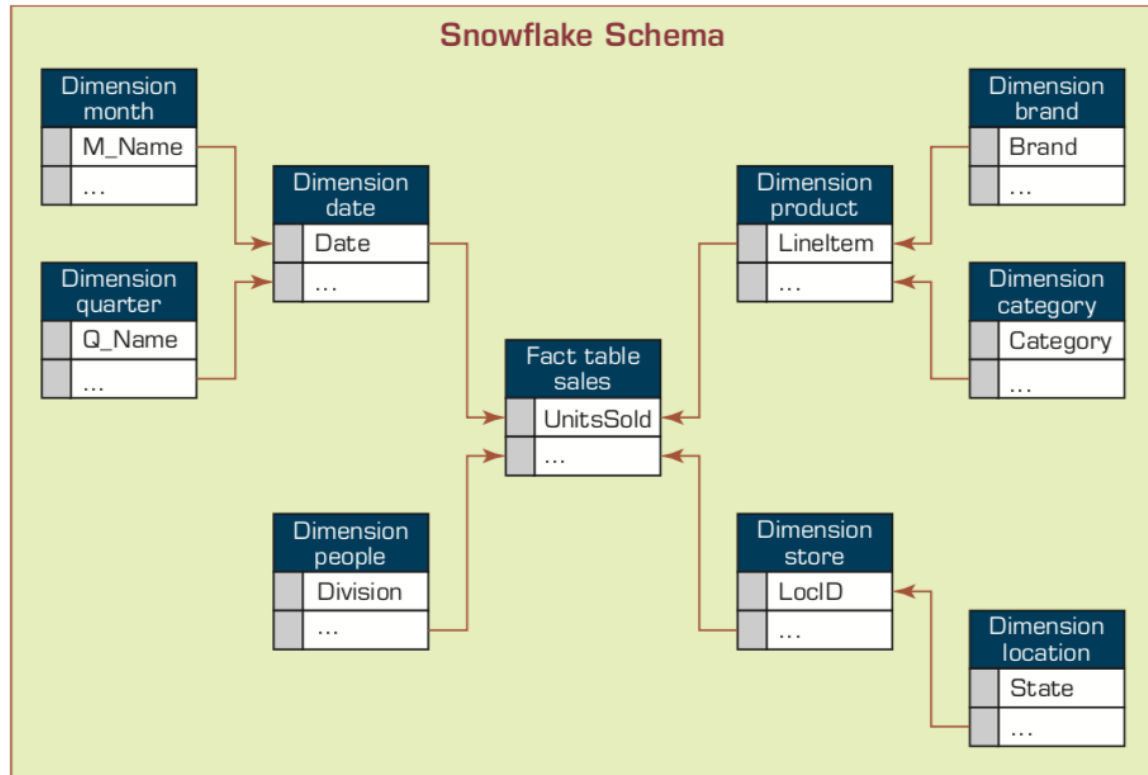 Snowflake Schema
Dimension
month
M_Name
...
Dimension
quarter
Q_Name
...
Dimension
date
Date
...
Dimension
people
Division
...
Fact table
sales
UnitsSold
...
Dimension
product
LineItem
...
Dimension
store
LocID
...
Dimension
brand
Brand
...
Dimension
category
Category
...
Dimension
location
State
...